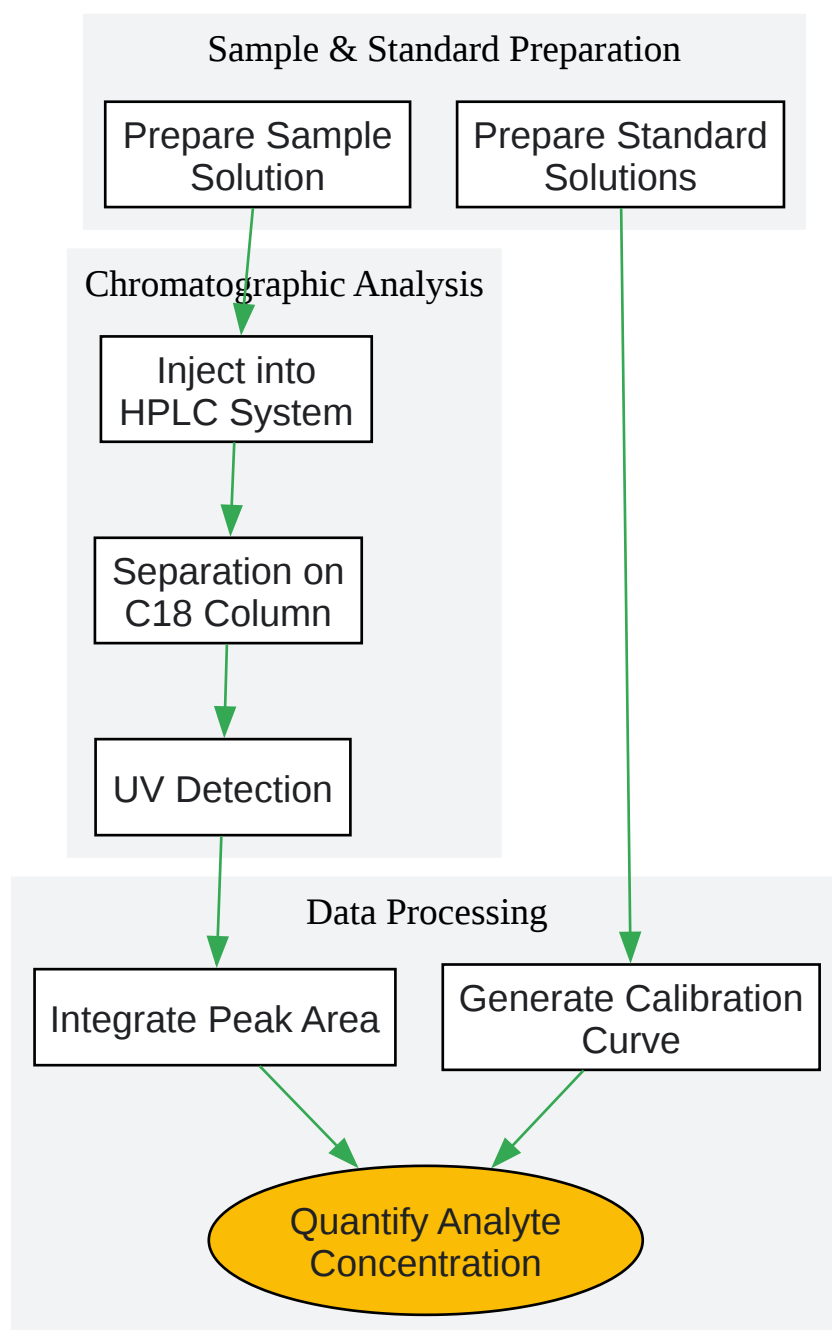 Sample & Standard Preparation
Prepare Sample
Solution
Prepare Standard
Solutions
Chromatographic Analysis
Inject into
HPLC System
Separation on
C18 Column
UV Detection
Data Processing
Integrate Peak Area
Generate Calibration
Curve
Quantify Analyte
Concentration